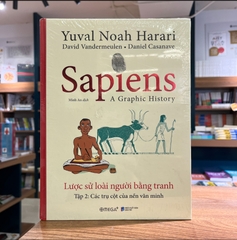 Yuval Noah Harari
David Vandermeulen • Daniel Casanave
Sapiens
A Graphic History
Lược sử loài người bằng tranh
Tập 2: Các trụ cột của nền văn minh